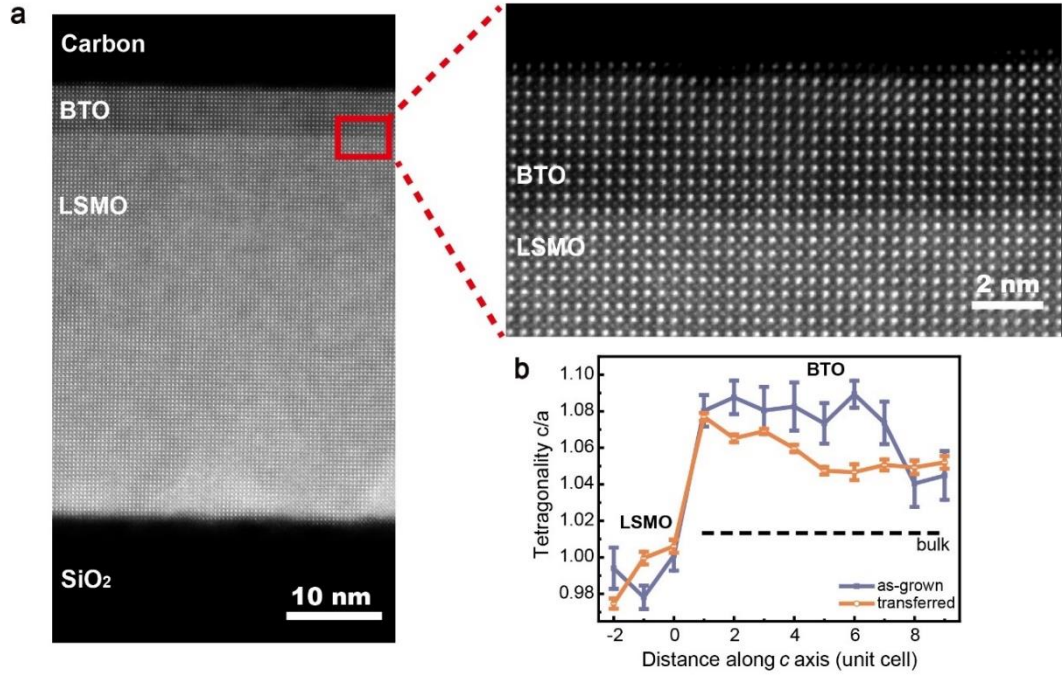 a
Carbon
BTO
LSMO
SiO₂
10 nm
BTO
LSMO
2 nm
b
BTO
LSMO
bulk
as-grown
transferred
Tetragonality c/a
1.10
1.08
1.06
1.04
1.02
1.00
0.98
-2 0 2 4 6 8
Distance along c axis (unit cell)